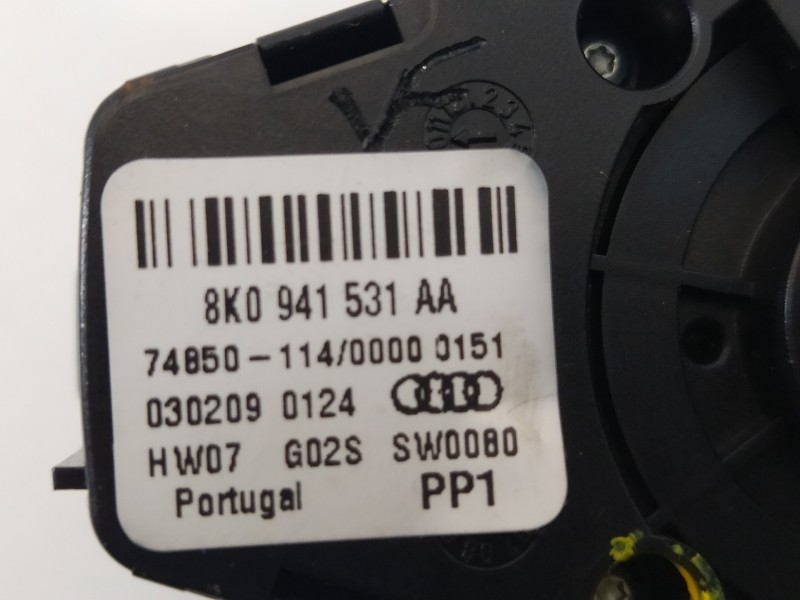 8K0 941 531 AA
74850-114/0000 0151
030209 0124
HW07 G02S SW0080
Portugal PP1